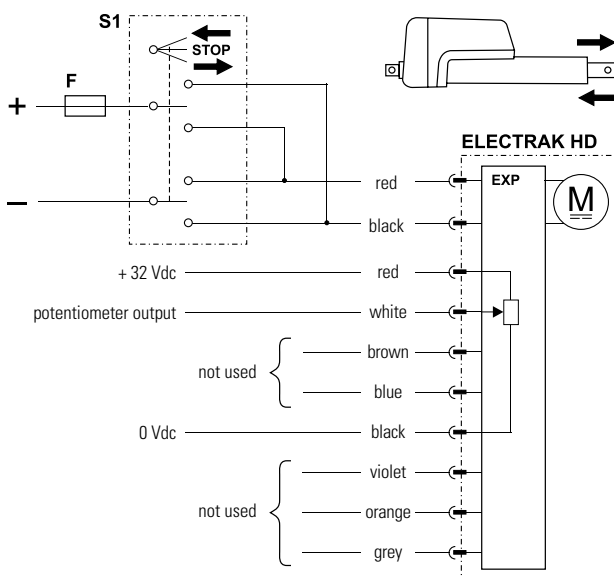 S1
STOP
F
+
–
ELECTRAK HD
EXP
M
red
black
+ 32 Vdc
red
potentiometer output
white
not used
brown
blue
0 Vdc
black
not used
violet
orange
grey